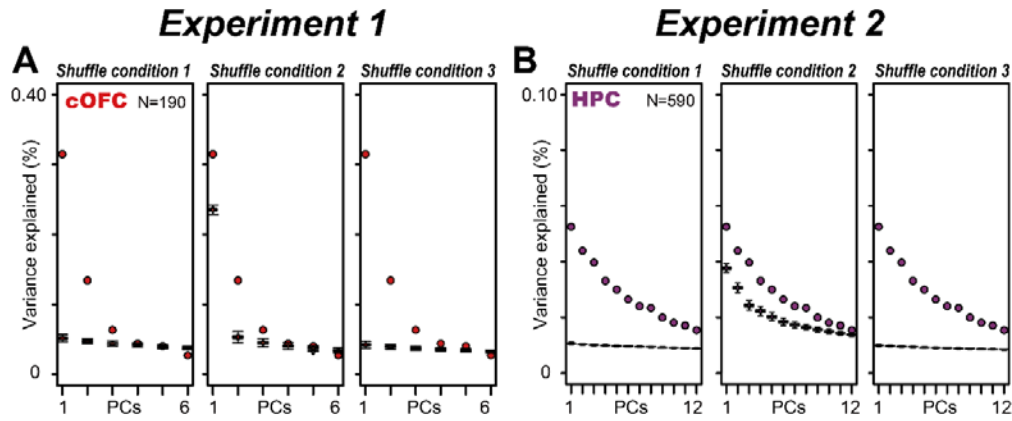 Experiment 1
Experiment 2
A
Shuffle condition 1
Shuffle condition 2
Shuffle condition 3
B
Shuffle condition 1
Shuffle condition 2
Shuffle condition 3
0.40
cOFC N=190
Variance explained (%)
0
1 PCs 6
1 PCs 6
1 PCs 6
0.10
HPC N=590
Variance explained (%)
0
1 PCs 12
1 PCs 12
1 PCs 12